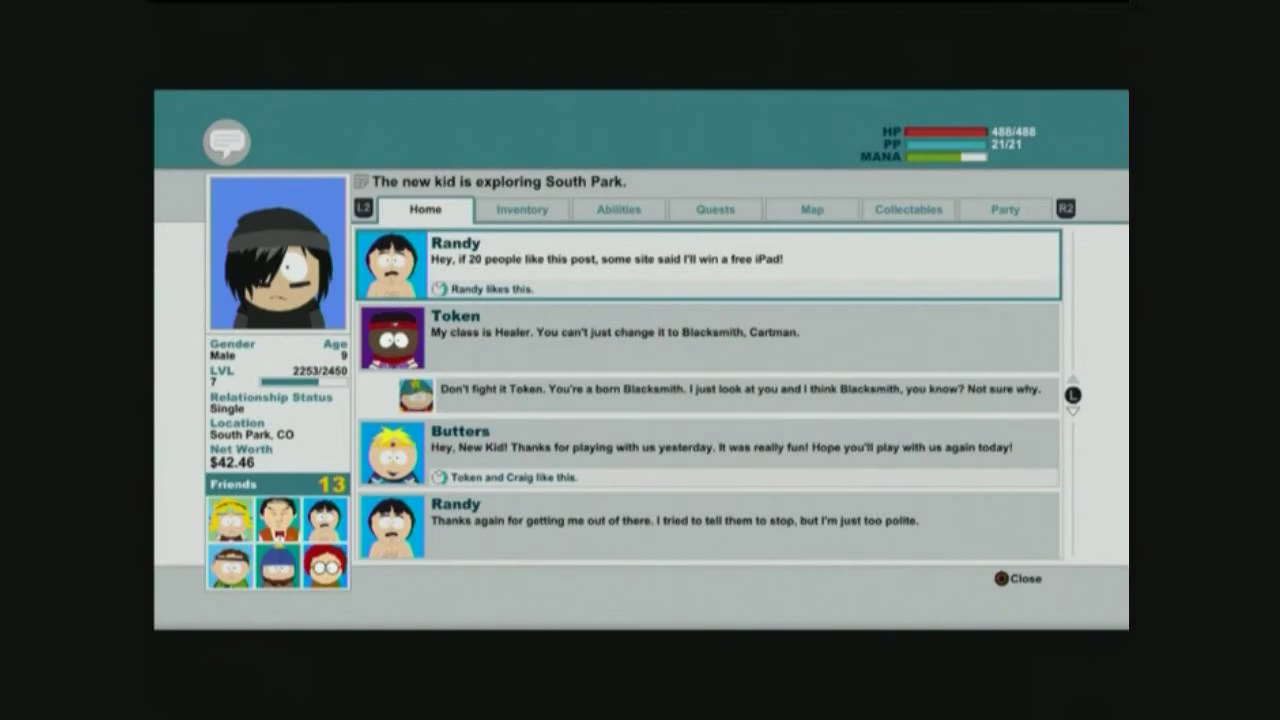 HP 488/488
PP 21/21
MANA
The new kid is exploring South Park.
L2 Home Inventory Abilities Quests Map Collectables Party R2
Randy
Hey, if 20 people like this post, some site said I'll win a free iPad!
Randy likes this.
Token
My class is Healer. You can't just change it to Blacksmith, Cartman.
Don't fight it Token. You're a born Blacksmith. I just look at you and I think Blacksmith, you know? Not sure why.
Butters
Hey, New Kid! Thanks for playing with us yesterday. It was really fun! Hope you'll play with us again today!
Token and Craig like this.
Randy
Thanks again for getting me out of there. I tried to tell them to stop, but I'm just too polite.
Gender Age
Male 9
LVL 2253/2450
7
Relationship Status
Single
Location
South Park, CO
Net Worth
$42.46
Friends 13
L
Close